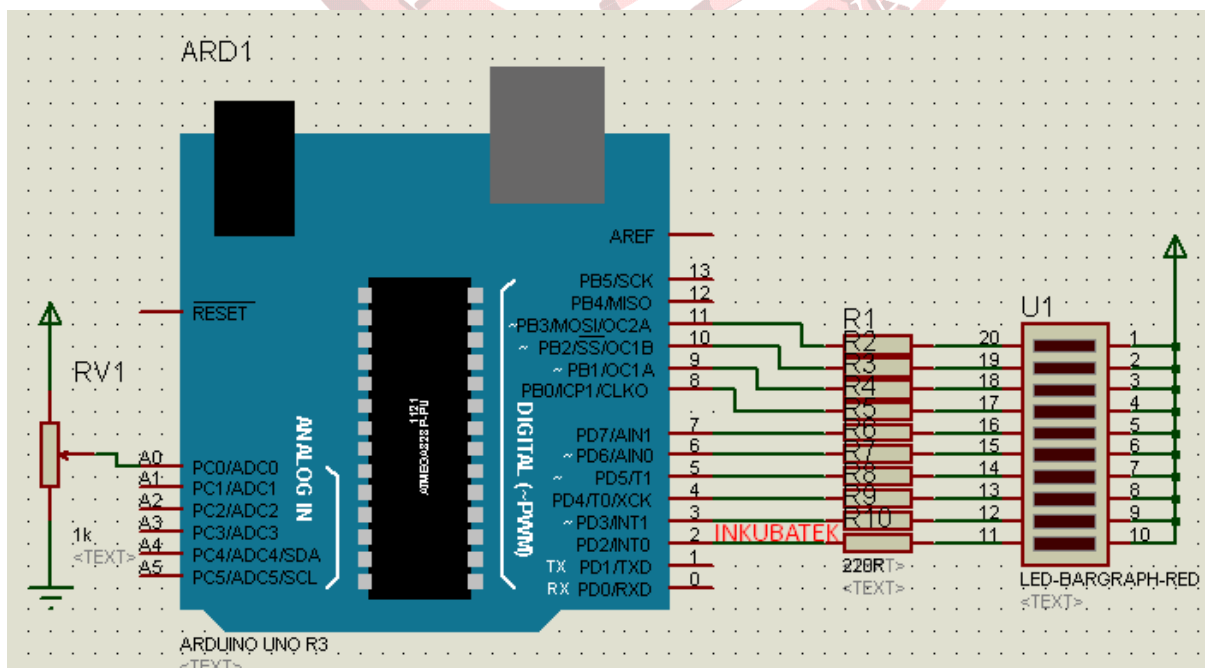 ARD1
AREF
PB5/SCK 13
PB4/MISO 12
~PB3/MOSI/OC2A 11
~ PB2/SS/OC1B 10
~ PB1/OC1A 9
PB0/ICP1/CLKO 8
PD7/AIN1 7
~ PD6/AIN0 6
~ PD5/T1 5
PD4/T0/XCK 4
~ PD3/INT1 3
PD2/INT0 2
TX PD1/TXD 1
RX PD0/RXD 0
DIGITAL (~PWM)
RESET
1121
ANALOG IN
A0 PC0/ADC0
A1 PC1/ADC1
A2 PC2/ADC2
A3 PC3/ADC3
A4 PC4/ADC4/SDA
A5 PC5/ADC5/SCL
RV1
1k
<TEXT>
ARDUINO UNO R3
<TEXT>
INKUBATEK
R1
R2
R3
R4
R5
R6
R7
R8
R9
R10
220R
<TEXT>
U1
20 1
19 2
18 3
17 4
16 5
15 6
14 7
13 8
12 9
11 10
LED-BARGRAPH-RED
<TEXT>